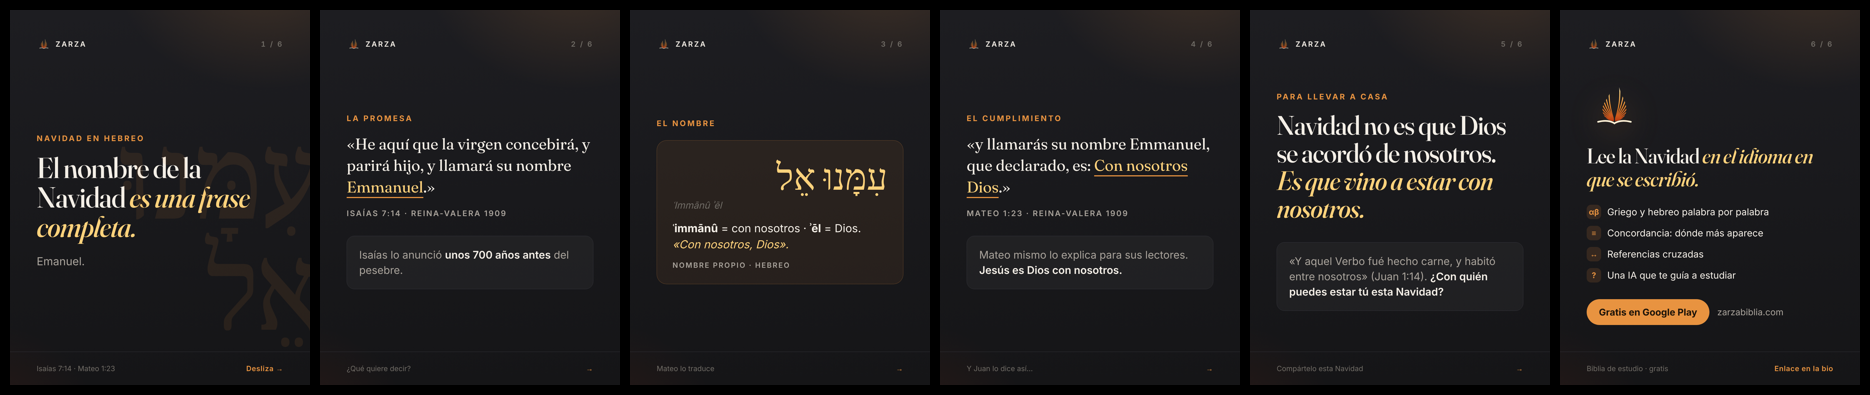 ZARZA
1 / 6
NAVIDAD EN HEBREO
El nombre de la
Navidad es una frase
completa.
Emanuel.
עִמָּנוּ
אֵל
Isaías 7:14 · Mateo 1:23
Desliza →
ZARZA
2 / 6
LA PROMESA
«He aquí que la virgen concebirá, y
parirá hijo, y llamará su nombre
Emmanuel.»
ISAÍAS 7:14 · REINA-VALERA 1909
Isaías lo anunció unos 700 años antes del
pesebre.
¿Qué quiere decir?
→
ZARZA
3 / 6
EL NOMBRE
עִמָּנוּ אֵל
ʿimmānû ʾēl
ʿimmānû = con nosotros · ʾēl = Dios.
«Con nosotros, Dios».
NOMBRE PROPIO · HEBREO
Mateo lo traduce
→
ZARZA
4 / 6
EL CUMPLIMIENTO
«y llamarás su nombre Emmanuel,
que declarado, es: Con nosotros
Dios.»
MATEO 1:23 · REINA-VALERA 1909
Mateo mismo lo explica para sus lectores.
Jesús es Dios con nosotros.
Y Juan lo dice así…
→
ZARZA
5 / 6
PARA LLEVAR A CASA
Navidad no es que Dios
se acordó de nosotros.
Es que vino a estar con
nosotros.
«Y aquel Verbo fué hecho carne, y habitó
entre nosotros» (Juan 1:14). ¿Con quién
puedes estar tú esta Navidad?
Compártelo esta Navidad
→
ZARZA
6 / 6
Lee la Navidad en el idioma en
que se escribió.
αβ Griego y hebreo palabra por palabra
≡ Concordancia: dónde más aparece
↔ Referencias cruzadas
? Una IA que te guía a estudiar
Gratis en Google Play
zarzabiblia.com
Biblia de estudio · gratis
Enlace en la bio